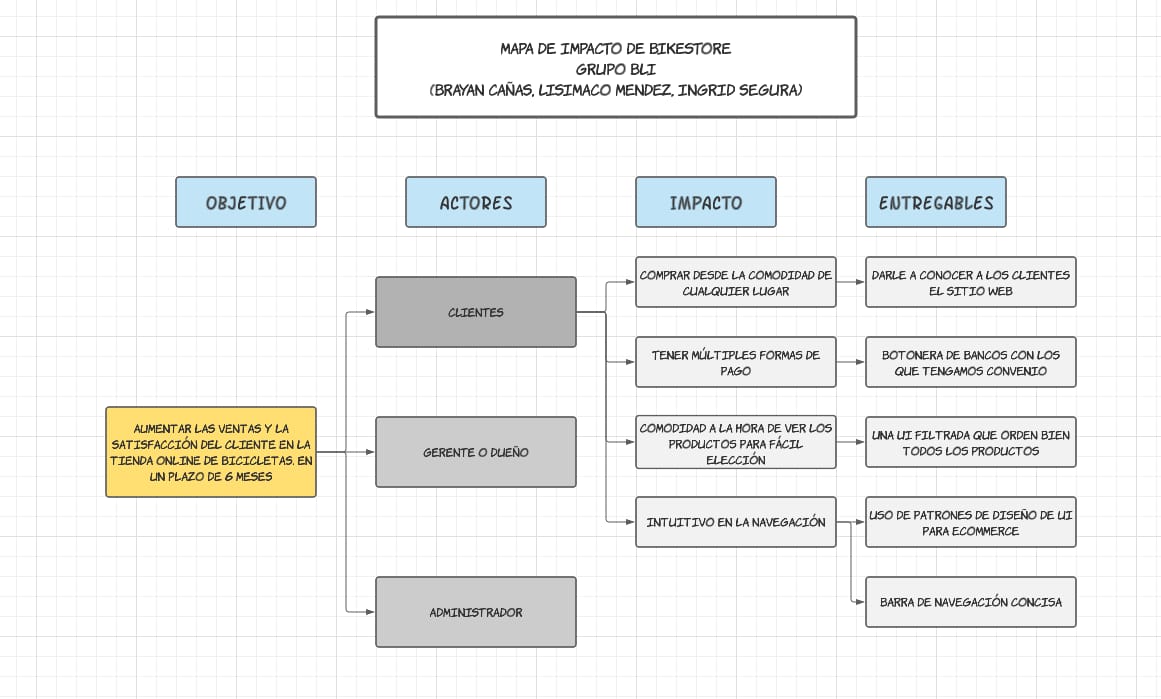 MAPA DE IMPACTO DE BIKESTORE
GRUPO BLI
(BRAYAN CAÑAS, LISIMACO MENDEZ, INGRID SEGURA)
OBJETIVO
ACTORES
IMPACTO
ENTREGABLES
AUMENTAR LAS VENTAS Y LA
SATISFACCIÓN DEL CLIENTE EN LA
TIENDA ONLINE DE BICICLETAS, EN
UN PLAZO DE 6 MESES
CLIENTES
GERENTE O DUEÑO
ADMINISTRADOR
COMPRAR DESDE LA COMODIDAD DE
CUALQUIER LUGAR
DARLE A CONOCER A LOS CLIENTES
EL SITIO WEB
TENER MÚLTIPLES FORMAS DE
PAGO
BOTONERA DE BANCOS CON LOS
QUE TENGAMOS CONVENIO
COMODIDAD A LA HORA DE VER LOS
PRODUCTOS PARA FÁCIL
ELECCIÓN
UNA UI FILTRADA QUE ORDEN BIEN
TODOS LOS PRODUCTOS
INTUITIVO EN LA NAVEGACIÓN
USO DE PATRONES DE DISEÑO DE UI
PARA ECOMMERCE
BARRA DE NAVEGACIÓN CONCISA